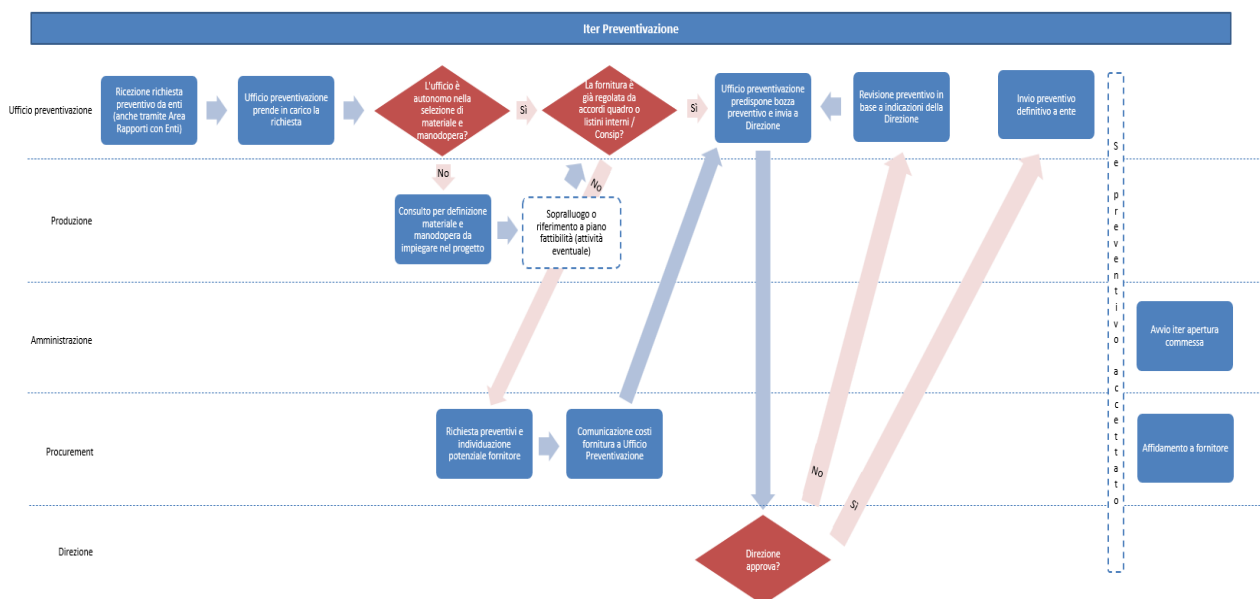 Iter Preventivazione
Ufficio preventivazione
Ricezione richiesta
preventivo da enti
(anche tramite Area
Rapporti con Enti)
Ufficio preventivazione
prende in carico la
richiesta
L'ufficio è
autonomo nella
selezione di
materiale e
manodopera?
Sì
La fornitura è
già regolata da
accordi quadro o
listini interni /
Consip?
Sì
Ufficio preventivazione
predispone bozza
preventivo e invia a
Direzione
Revisione preventivo in
base a indicazioni della
Direzione
Invio preventivo
definitivo a ente
No
No
No
Sì
Produzione
Consulto per definizione
materiale e
manodopera da
impiegare nel progetto
Sopralluogo o
riferimento a piano
fattibilità (attività
eventuale)
Amministrazione
Avvio iter apertura
commessa
Procurement
Richiesta preventivi e
individuazione
potenziale fornitore
Comunicazione costi
fornitura a Ufficio
Preventivazione
Affidamento a fornitore
Direzione
Direzione
approva?
Se preventivo accettato